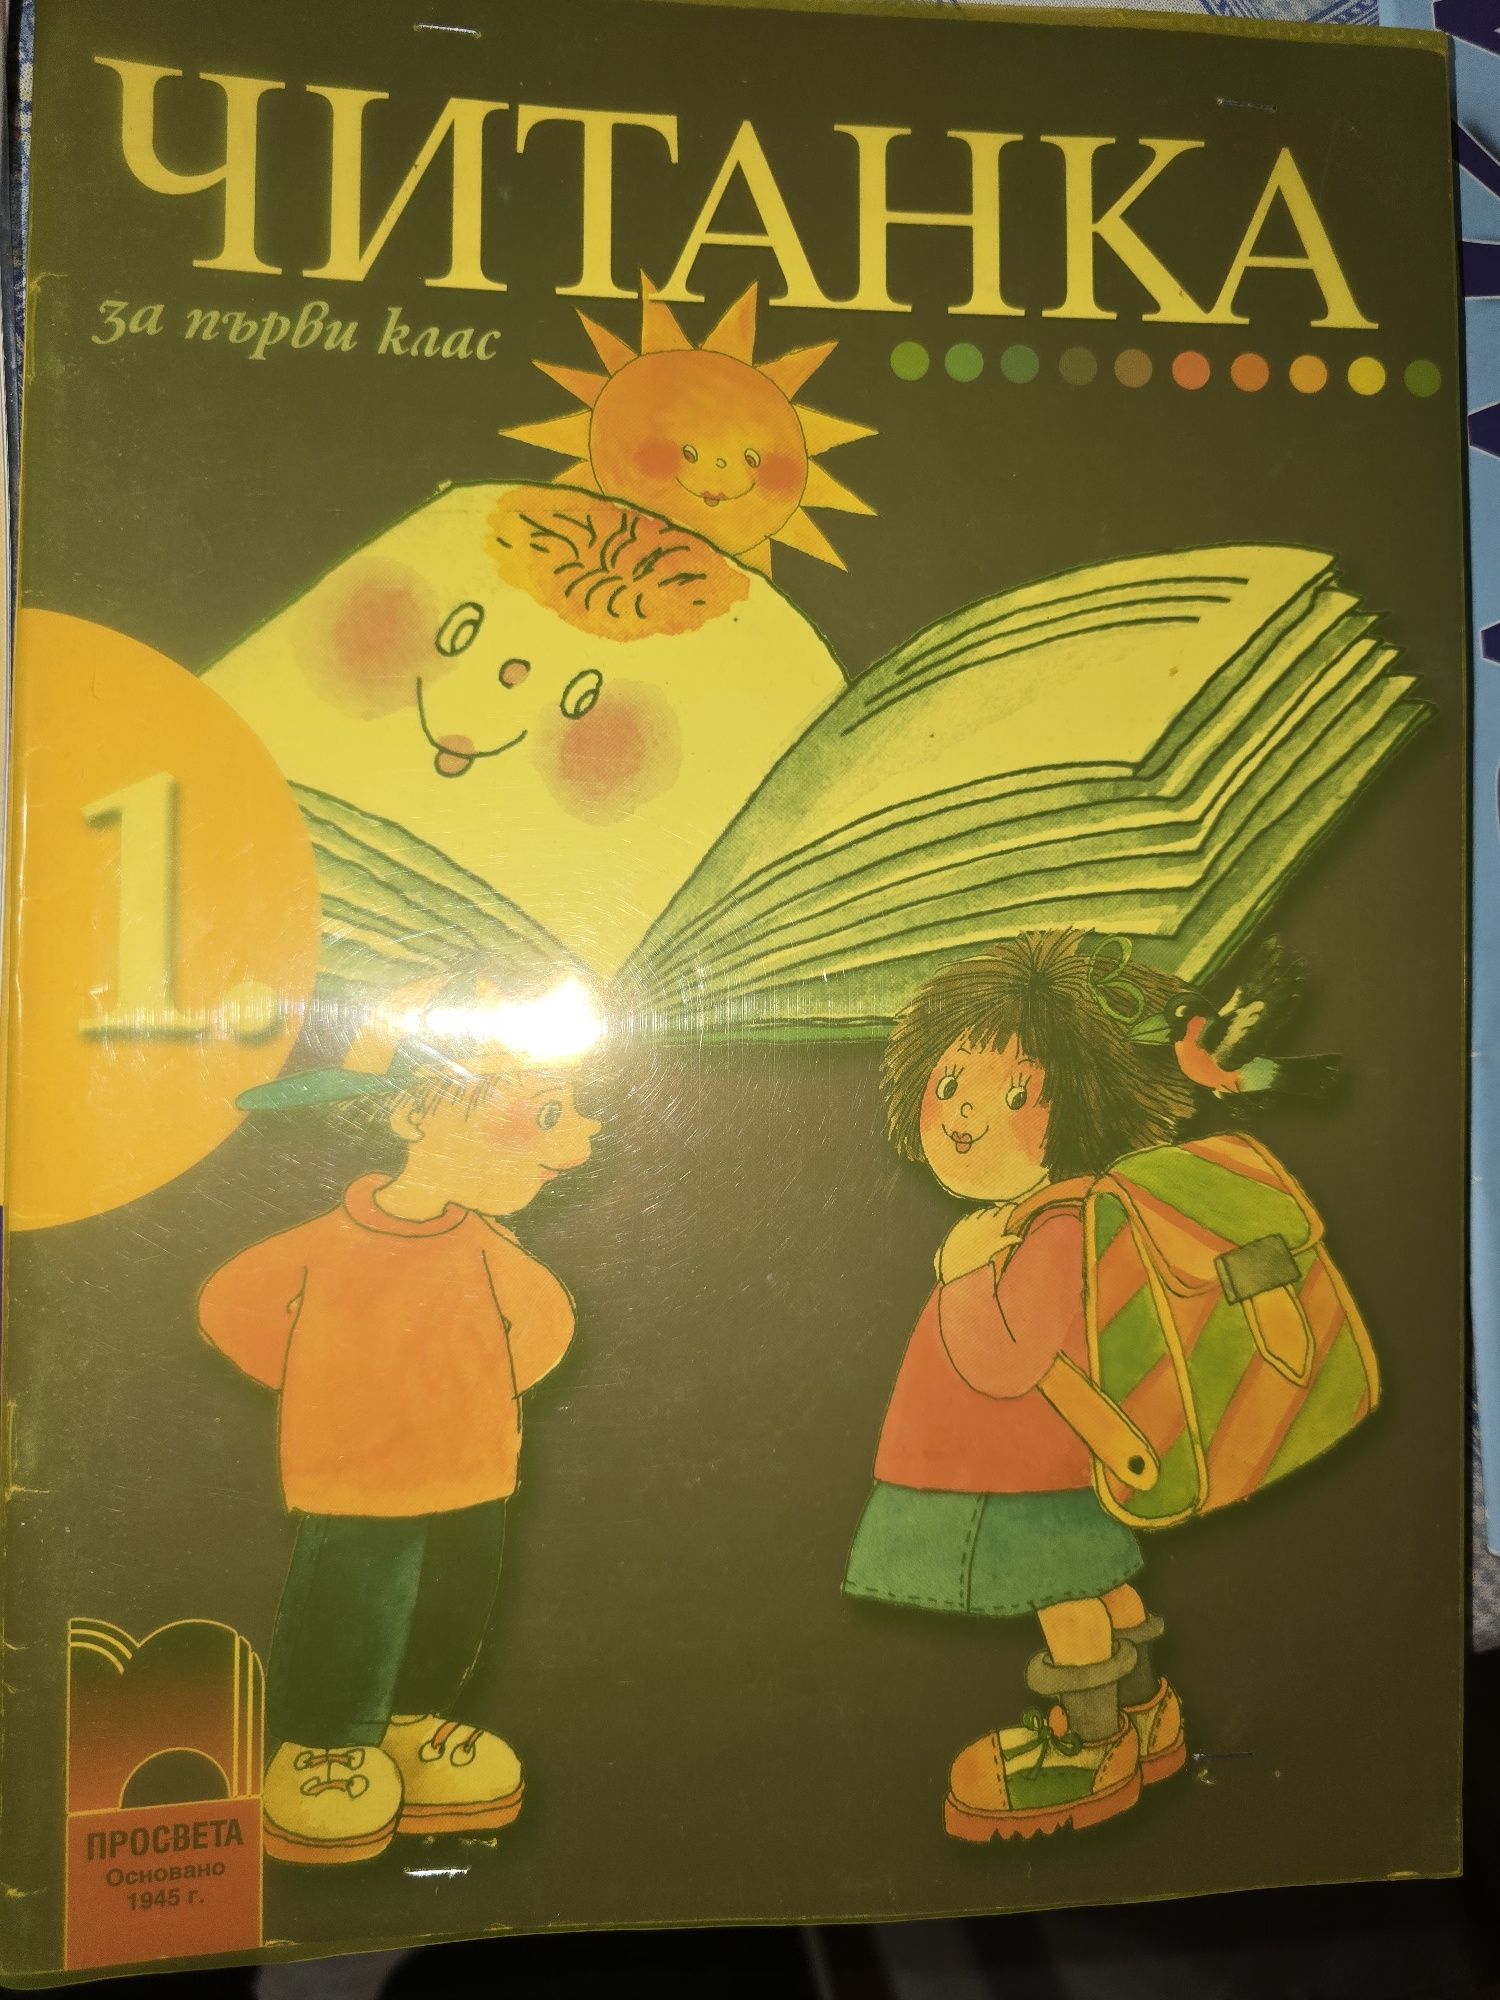 ЧИТАНКА
за първи клас
1.
ПРОСВЕТА
Основано
1945 г.